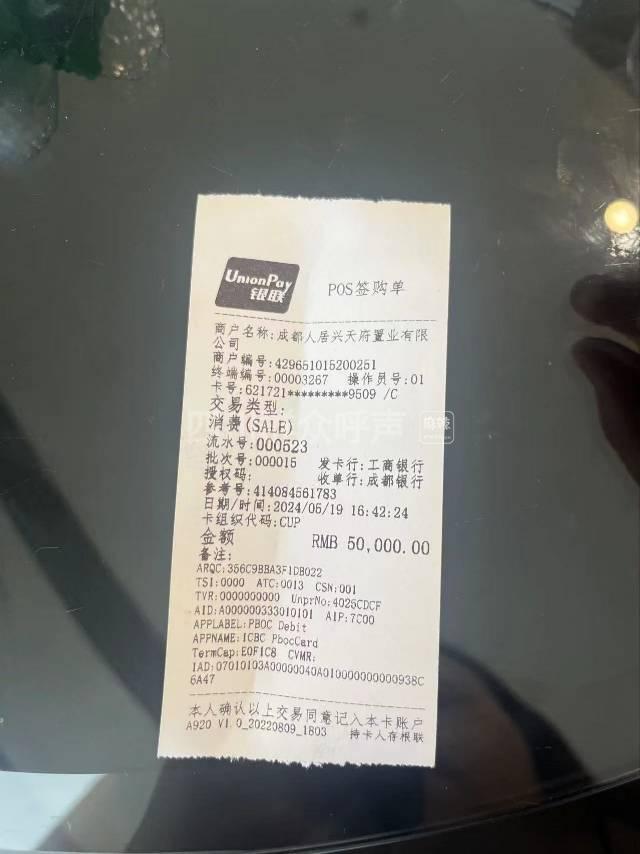 UnionPay
银联
POS签购单
商户名称:成都人居兴天府置业有限
公司
商户编号:429651015200251
终端编号:00003267 操作员号:01
卡号:621721*********9509 /C
交易类型:
消费(SALE)
流水号:000523
批次号:000015 发卡行:工商银行
授权码: 收单行:成都银行
参考号:414084561783
日期/时间:2024/05/19 16:42:24
卡组织代码:CUP
金额 RMB 50,000.00
备注:
ARQC:356C9BBA3F1D8022
TSI:0000 ATC:0013 CSN:001
TVR:0000000000 UnprNo:4025CDCF
AID:A000000333010101 AIP:7C00
APPLABEL:PBOC Debit
APPNAME:ICBC PbocCard
TermCap:E0F1C8 CVMR:
IAD:07010103A00000040A010000000000938C
6A47
本人确认以上交易同意记入本卡账户
A920 V1.0_20220809_1803 持卡人存根联
麻辣